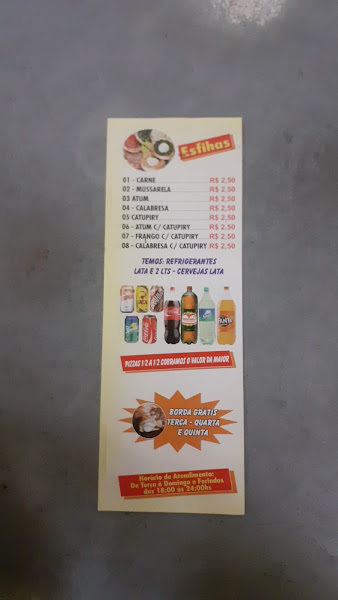 Esfihas
01 - CARNE R$ 2,50
02 - MUSSARELA R$ 2,50
03 ATUM R$ 2,50
04 - CALABRESA R$ 2,50
05 CATUPIRY R$ 2,50
06 - ATUM C/ CATUPIRY R$ 2,50
07 - FRANGO C/ CATUPIRY R$ 2,50
08 - CALABRESA C/ CATUPIRY R$ 2,50
TEMOS: REFRIGERANTES
LATA E 2 LTS - CERVEJAS LATA
PIZZAS 1/2 A 1/2 COBRAMOS O VALOR DA MAIOR
BORDA GRATIS
TERÇA - QUARTA
E QUINTA
Horário de Atendimento:
De Terça à Domingo e Feriados
das 18:00 às 24:00hs